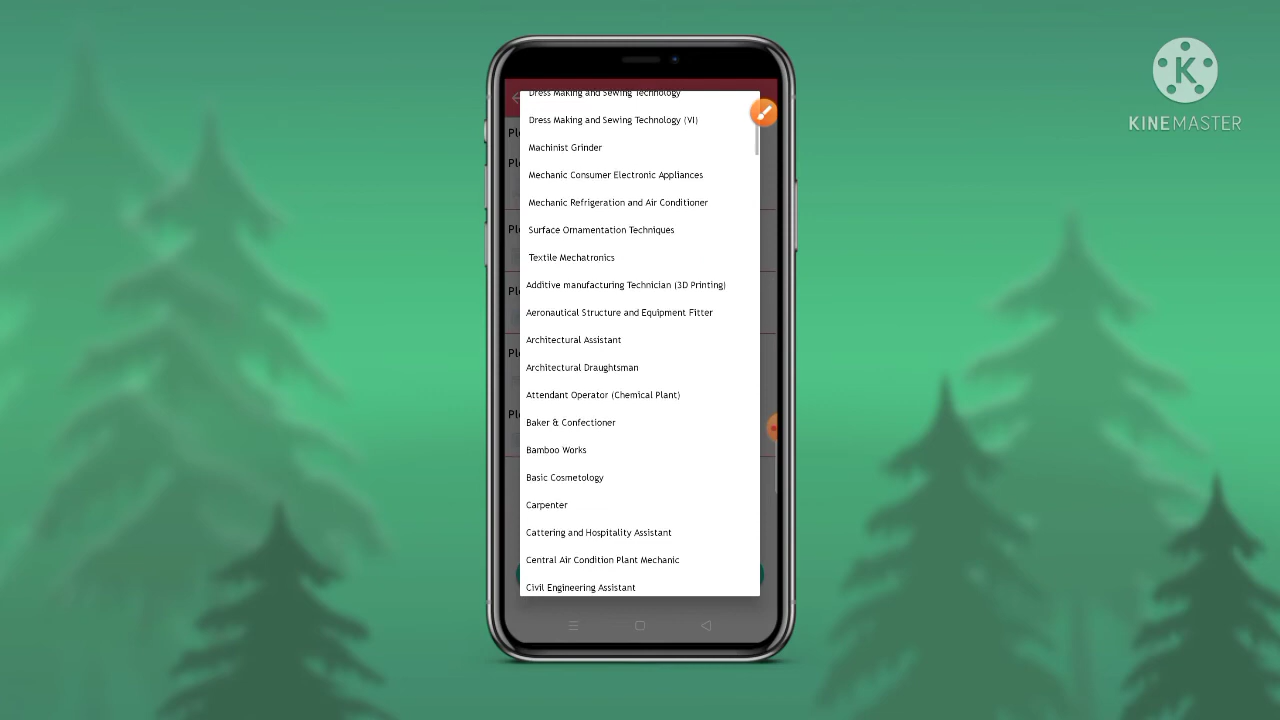 KINEMASTER
Dress Making and Sewing Technology
Dress Making and Sewing Technology (VI)
Machinist Grinder
Mechanic Consumer Electronic Appliances
Mechanic Refrigeration and Air Conditioner
Surface Ornamentation Techniques
Textile Mechatronics
Additive manufacturing Technician (3D Printing)
Aeronautical Structure and Equipment Fitter
Architectural Assistant
Architectural Draughtsman
Attendant Operator (Chemical Plant)
Baker & Confectioner
Bamboo Works
Basic Cosmetology
Carpenter
Cattering and Hospitality Assistant
Central Air Condition Plant Mechanic
Civil Engineering Assistant